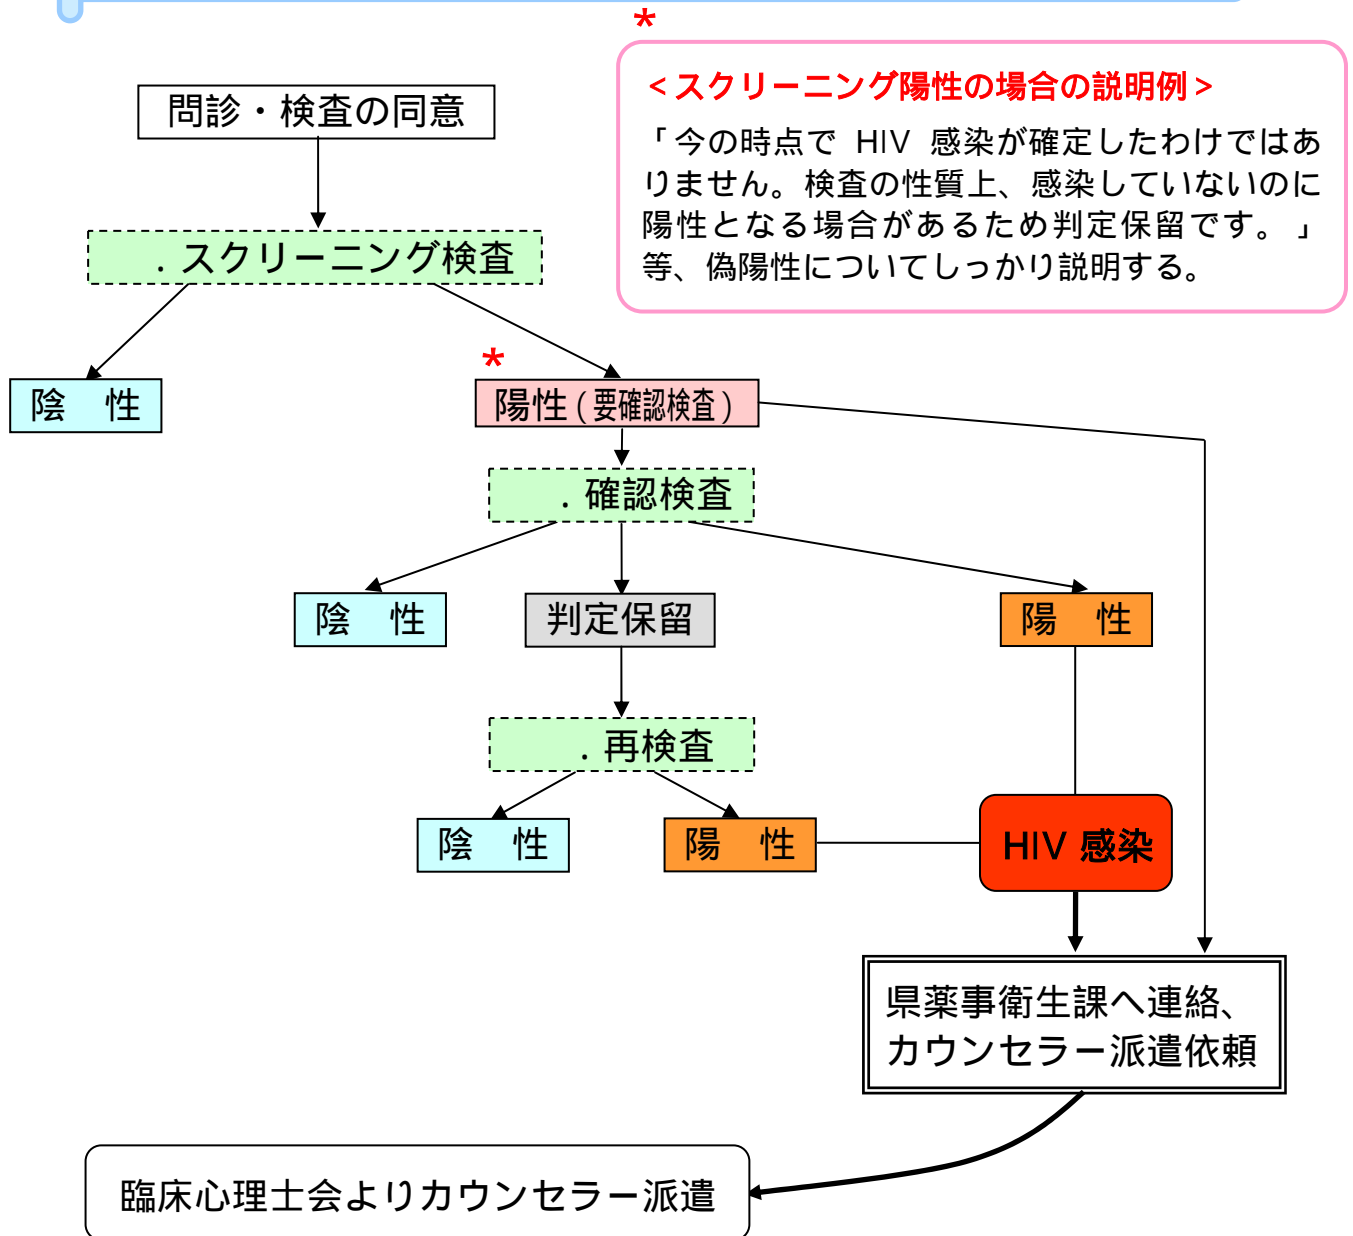 *
<スクリーニング陽性の場合の説明例>
「今の時点で HIV 感染が確定したわけではあ
りません。検査の性質上、感染していないのに
陽性となる場合があるため判定保留です。」
等、偽陽性についてしっかり説明する。
問診・検査の同意
.スクリーニング検査
陰 性
*
陽性(要確認検査)
.確認検査
陰 性
判定保留
陽 性
.再検査
陰 性
陽 性
HIV 感染
県薬事衛生課へ連絡、
カウンセラー派遣依頼
臨床心理士会よりカウンセラー派遣